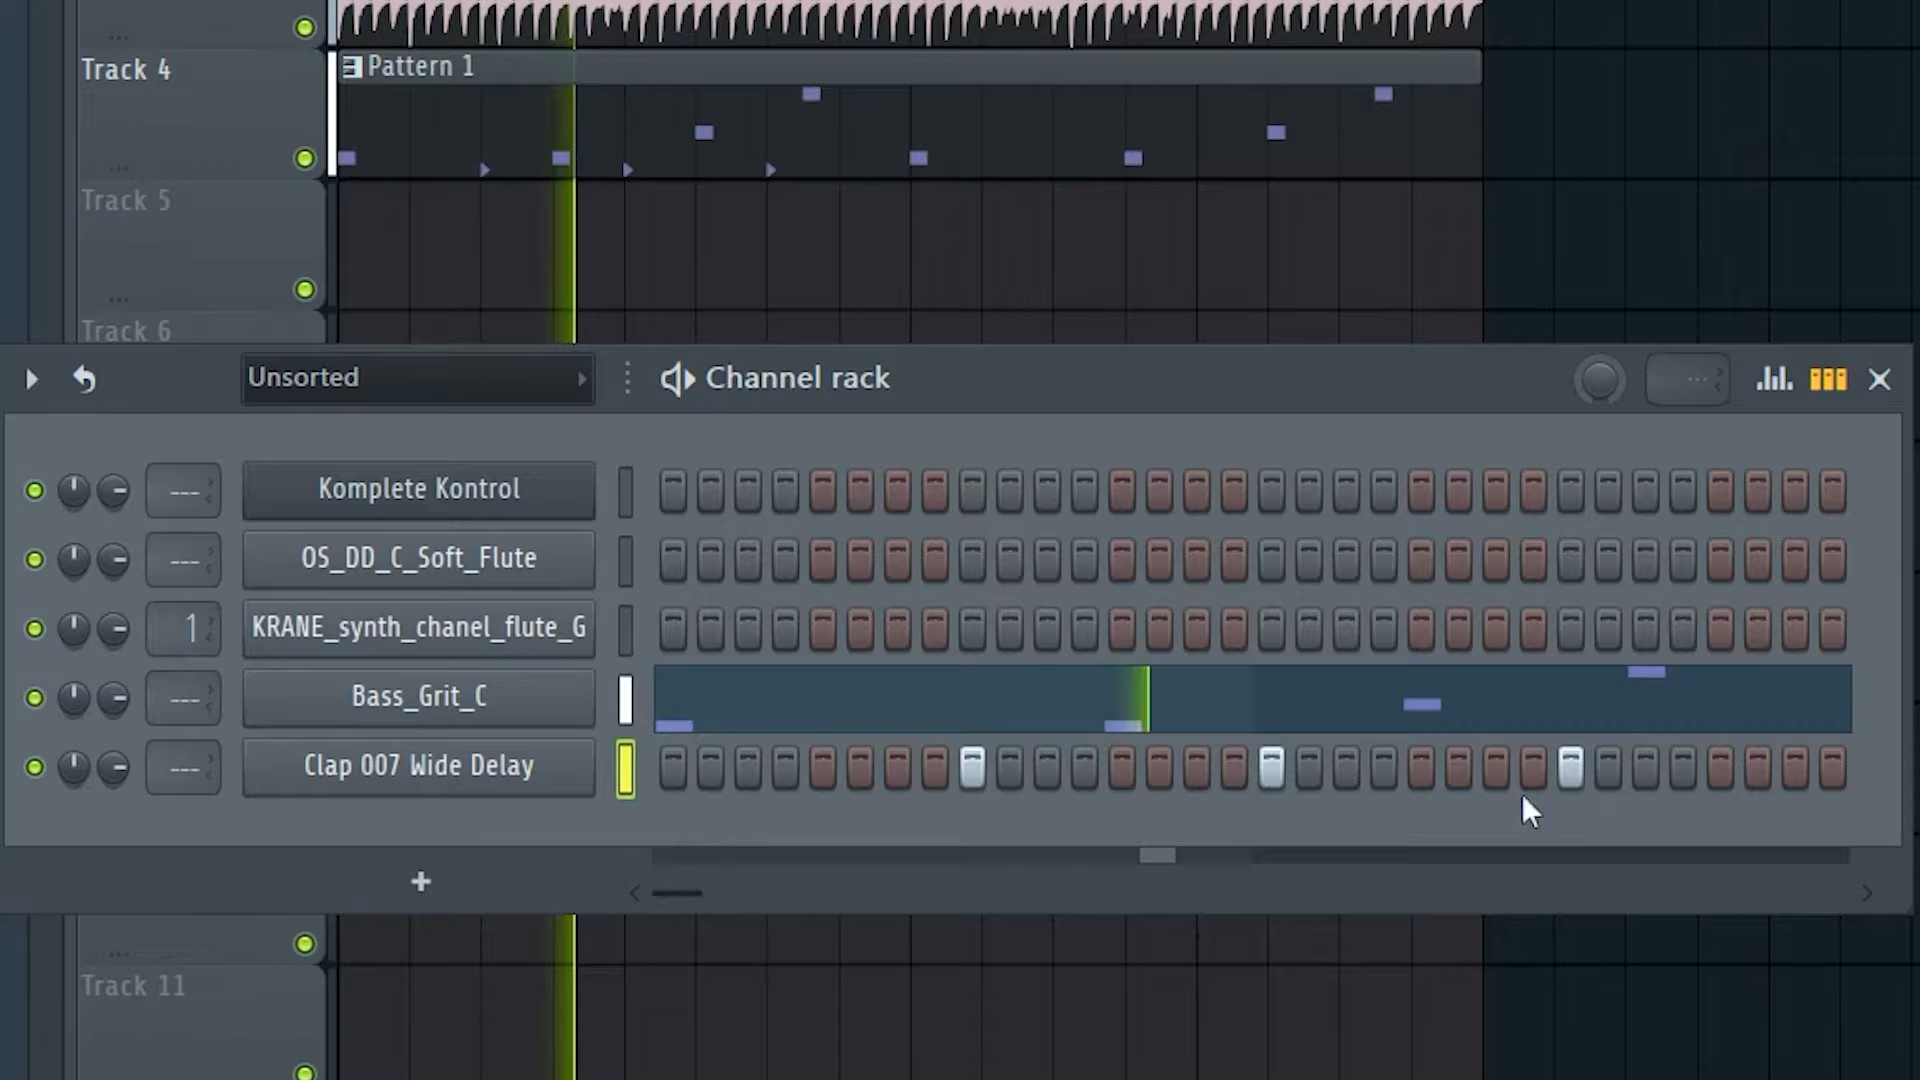 Track 4
Pattern 1
Track 5
Track 6
Unsorted
Channel rack
---
Komplete Kontrol
---
OS_DD_C_Soft_Flute
1
KRANE_synth_chanel_flute_G
---
Bass_Grit_C
---
Clap 007 Wide Delay
+
Track 11